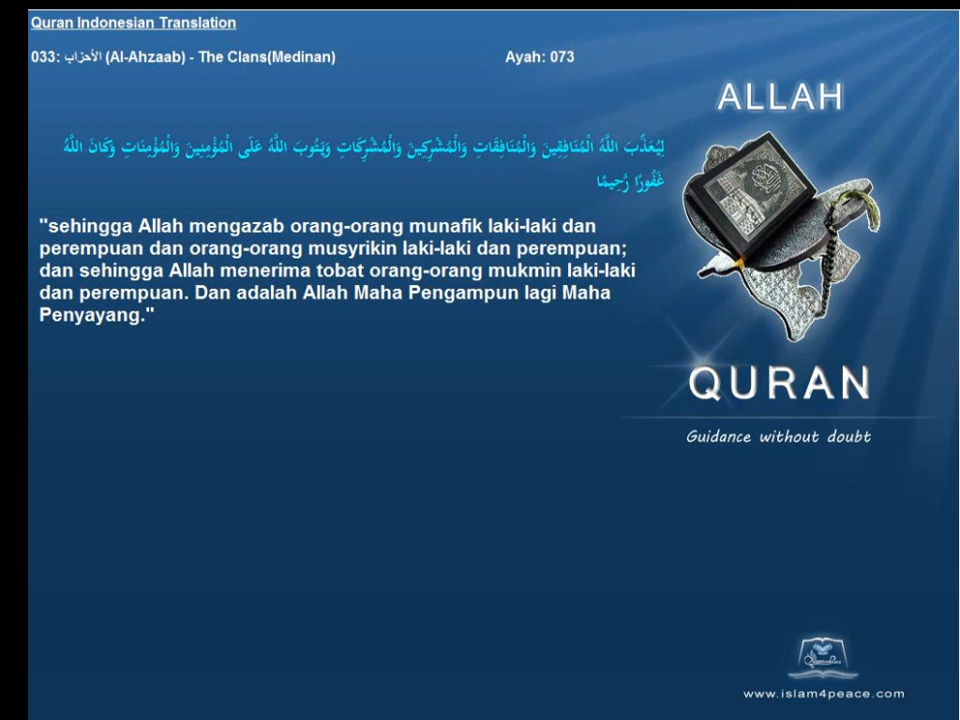 Quran Indonesian Translation
033: الأحزاب (Al-Ahzaab) - The Clans(Medinan) Ayah: 073
ALLAH
لِيُعَذِّبَ اللَّهُ الْمُنَافِقِينَ وَالْمُنَافِقَاتِ وَالْمُشْرِكِينَ وَالْمُشْرِكَاتِ وَيَتُوبَ اللَّهُ عَلَى الْمُؤْمِنِينَ وَالْمُؤْمِنَاتِ وَكَانَ اللَّهُ
غَفُورًا رَّحِيمًا
"sehingga Allah mengazab orang-orang munafik laki-laki dan
perempuan dan orang-orang musyrikin laki-laki dan perempuan;
dan sehingga Allah menerima tobat orang-orang mukmin laki-laki
dan perempuan. Dan adalah Allah Maha Pengampun lagi Maha
Penyayang."
QURAN
Guidance without doubt
www.islam4peace.com